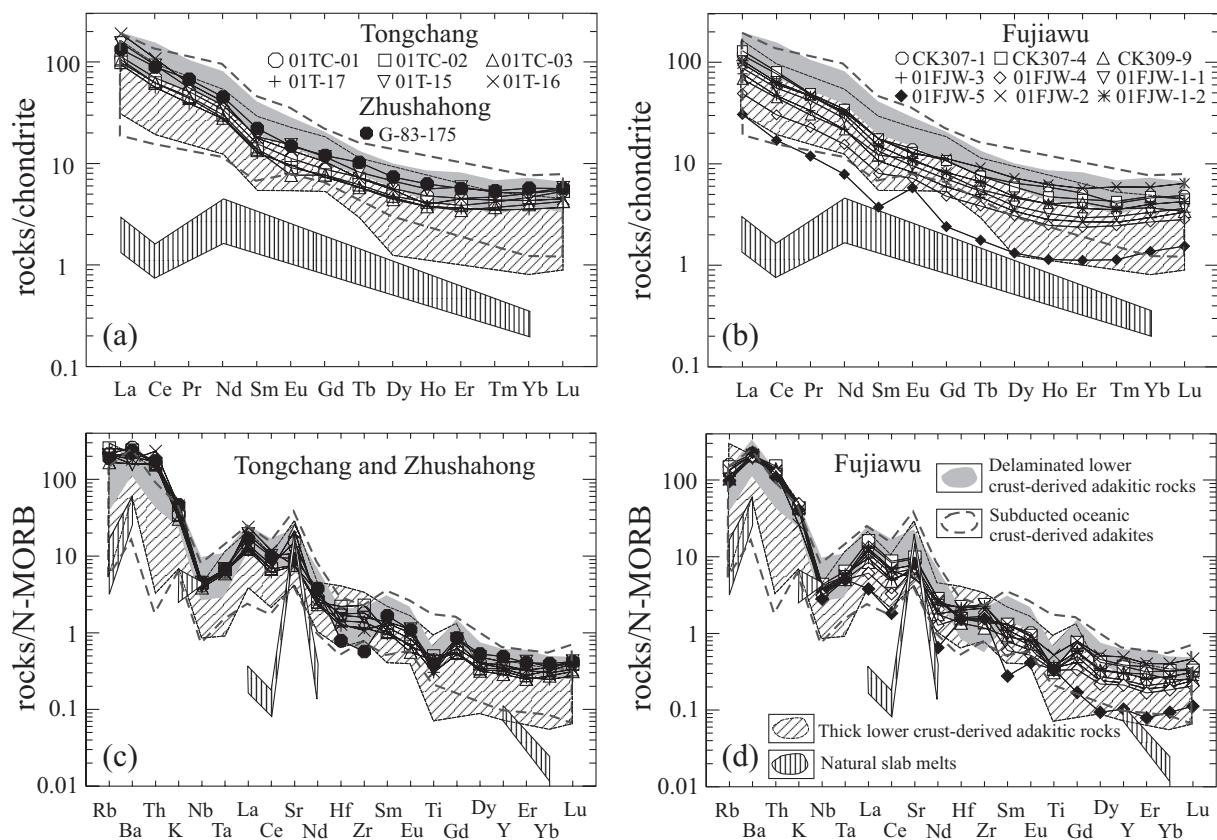 Tongchang
01TC-01 01TC-02 01TC-03
01T-17 01T-15 01T-16
Zhushahong
G-83-175
rocks/chondrite
100
10
1
0.1
(a)
La Ce Pr Nd Sm Eu Gd Tb Dy Ho Er Tm Yb Lu
Fujiawu
CK307-1 CK307-4 CK309-9
01FJW-3 01FJW-4 01FJW-1-1
01FJW-5 01FJW-2 01FJW-1-2
rocks/chondrite
100
10
1
0.1
(b)
La Ce Pr Nd Sm Eu Gd Tb Dy Ho Er Tm Yb Lu
Tongchang and Zhushahong
rocks/N-MORB
100
10
1
0.1
0.01
(c)
Rb Th Nb La Sr Hf Sm Ti Dy Er Lu
Ba K Ta Ce Nd Zr Eu Gd Y Yb
Fujiawu
Delaminated lower
crust-derived adakitic rocks
Subducted oceanic
crust-derived adakites
rocks/N-MORB
100
10
1
0.1
0.01
Thick lower crust-derived adakitic rocks
Natural slab melts
(d)
Rb Th Nb La Sr Hf Sm Ti Dy Er Lu
Ba K Ta Ce Nd Zr Eu Gd Y Yb